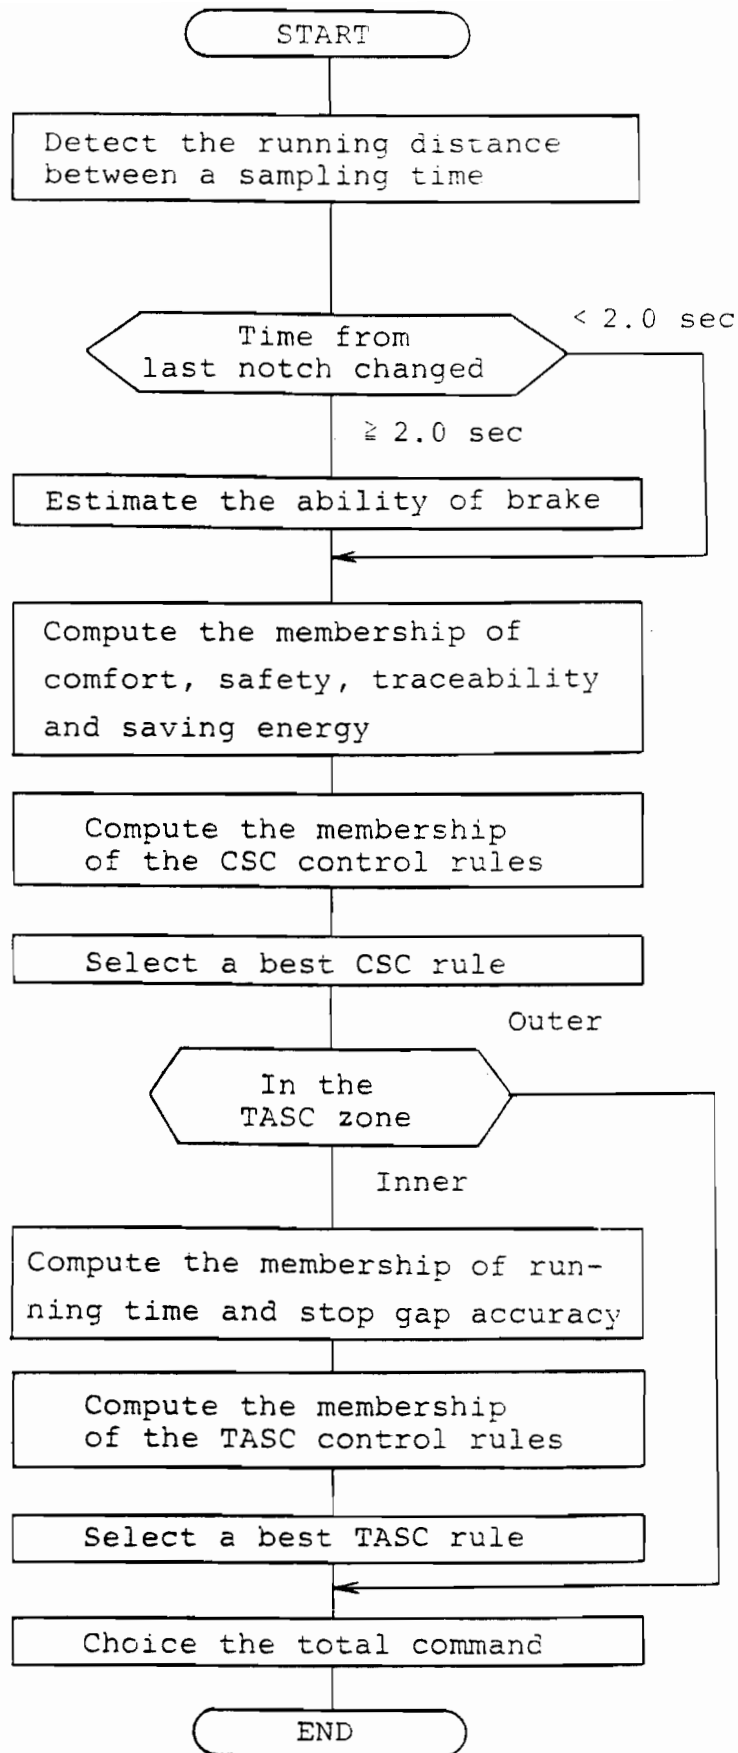 START
Detect the running distance
between a sampling time
< 2.0 sec
Time from
last notch changed
≧ 2.0 sec
Estimate the ability of brake
Compute the membership of
comfort, safety, traceability
and saving energy
Compute the membership
of the CSC control rules
Select a best CSC rule
Outer
In the
TASC zone
Inner
Compute the membership of run-
ning time and stop gap accuracy
Compute the membership
of the TASC control rules
Select a best TASC rule
Choice the total command
END